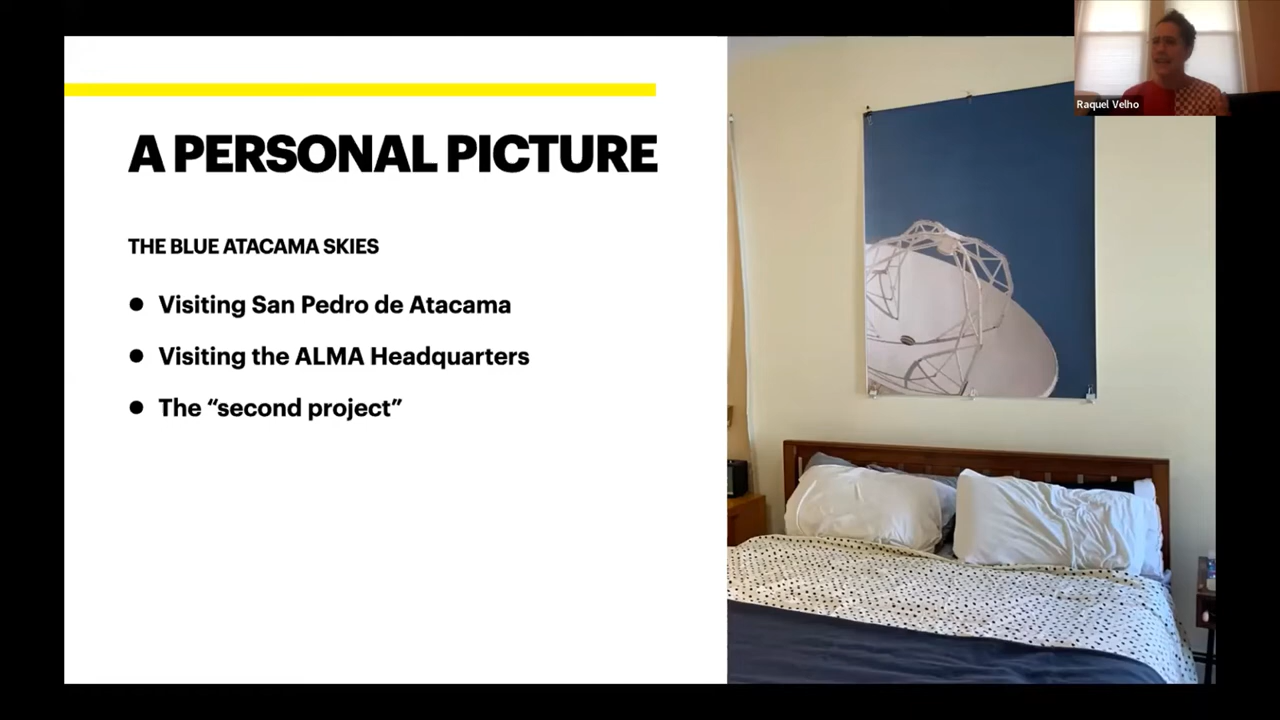 A PERSONAL PICTURE
THE BLUE ATACAMA SKIES
● Visiting San Pedro de Atacama
● Visiting the ALMA Headquarters
● The “second project”
Raquel Velho